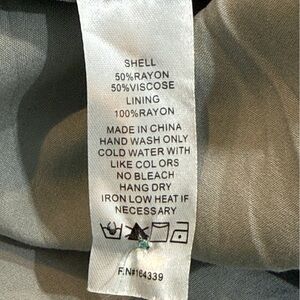 SHELL
50%RAYON
50%VISCOSE
LINING
100%RAYON
MADE IN CHINA
HAND WASH ONLY
COLD WATER WITH
LIKE COLORS
NO BLEACH
HANG DRY
IRON LOW HEAT IF
NECESSARY
F.N#164339